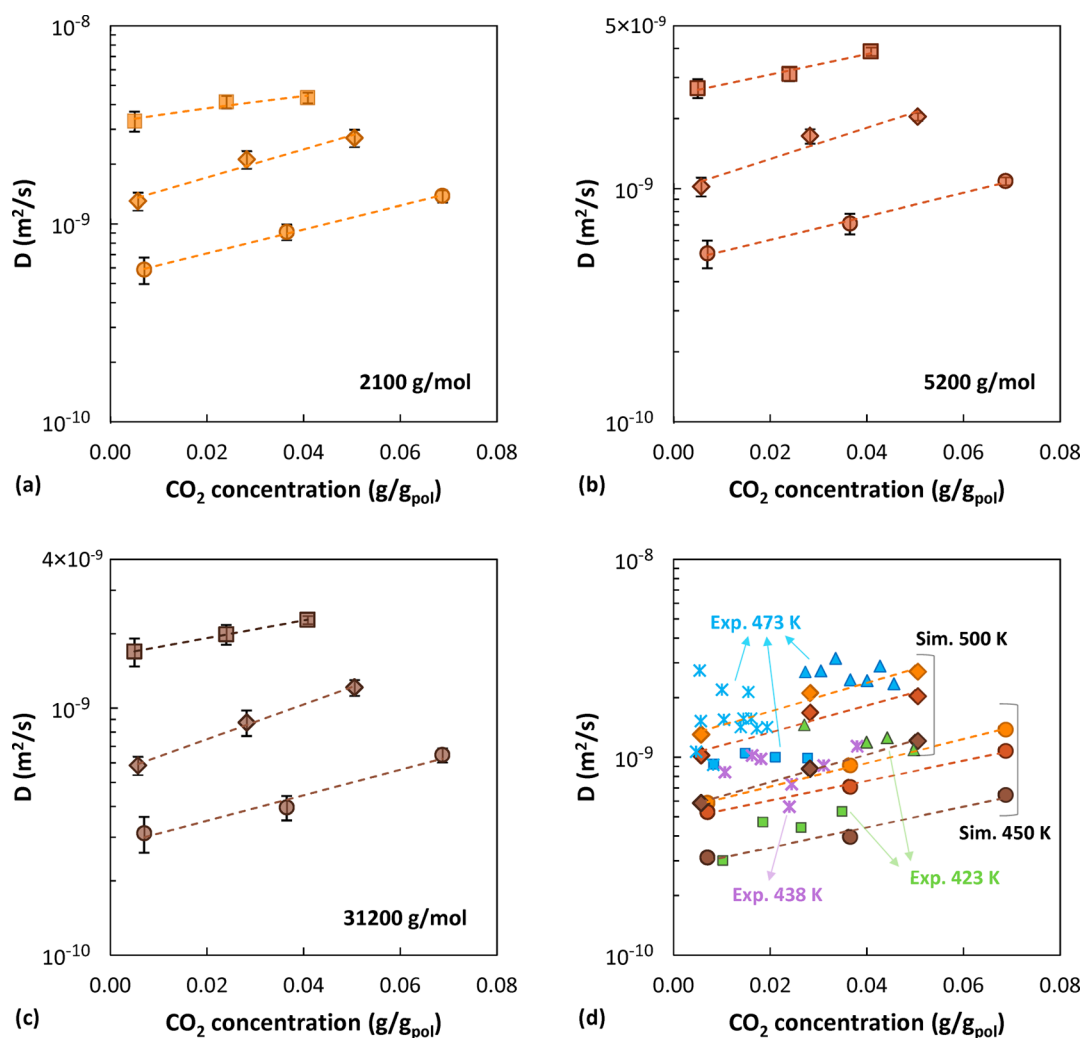 10⁻⁸
10⁻⁹
10⁻¹⁰
D (m²/s)
2100 g/mol
0.00 0.02 0.04 0.06 0.08
(a) CO₂ concentration (g/g_pol)
5×10⁻⁹
10⁻⁹
10⁻¹⁰
D (m²/s)
5200 g/mol
0.00 0.02 0.04 0.06 0.08
(b) CO₂ concentration (g/g_pol)
4×10⁻⁹
10⁻⁹
10⁻¹⁰
D (m²/s)
31200 g/mol
0.00 0.02 0.04 0.06 0.08
(c) CO₂ concentration (g/g_pol)
10⁻⁸
10⁻⁹
10⁻¹⁰
D (m²/s)
Exp. 473 K
Sim. 500 K
Sim. 450 K
Exp. 423 K
Exp. 438 K
0.00 0.02 0.04 0.06 0.08
(d) CO₂ concentration (g/g_pol)